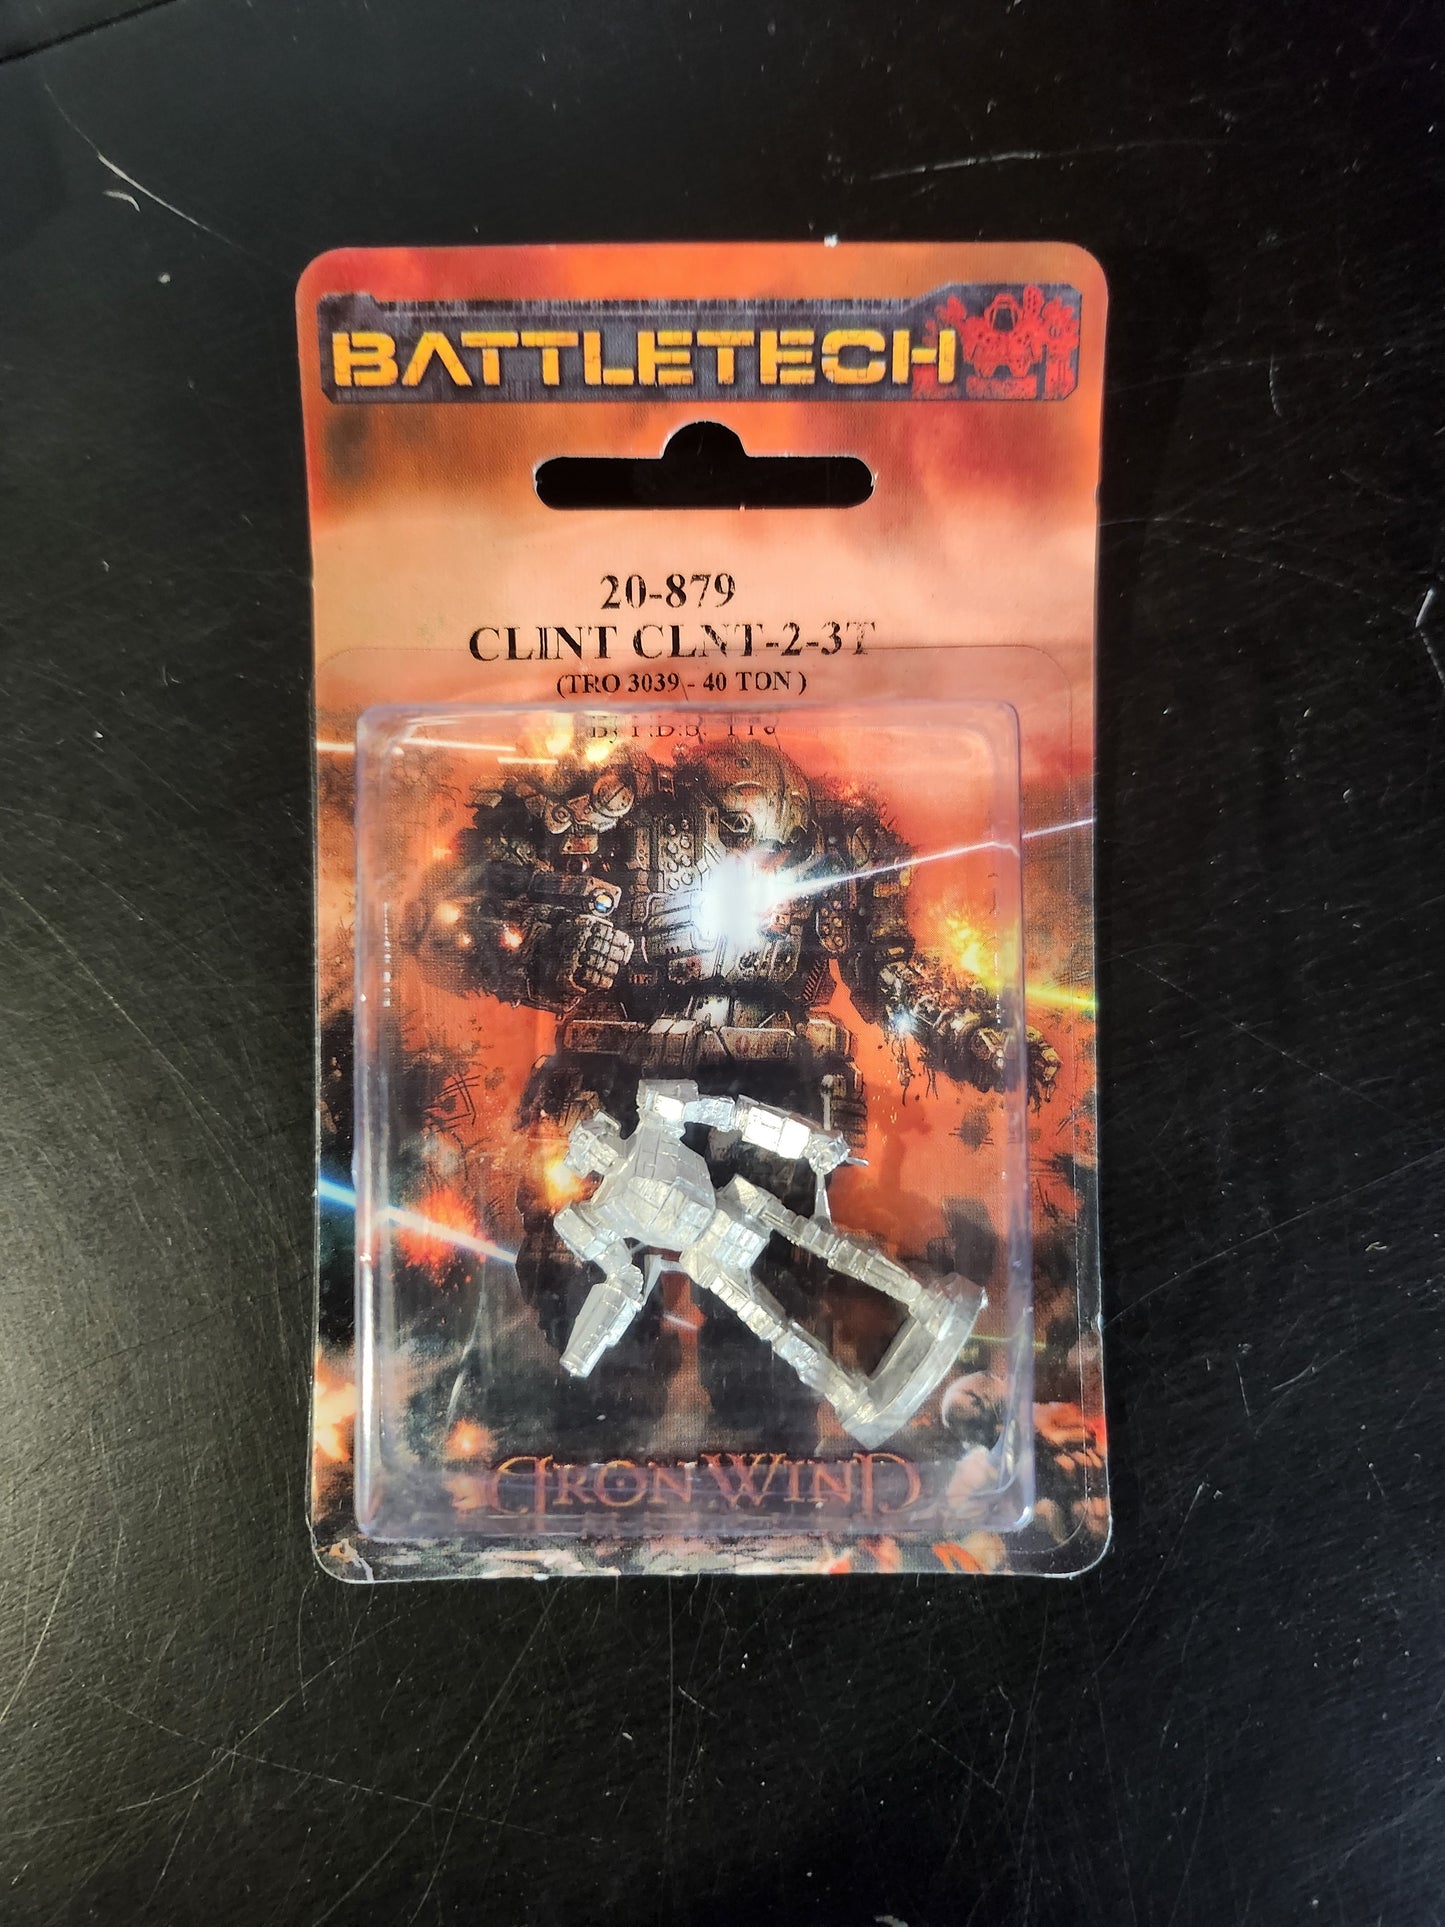 BATTLETECH
20-879
CLINT CLNT-2-3T
(TRO 3039 - 40 TON )
IRON WIND